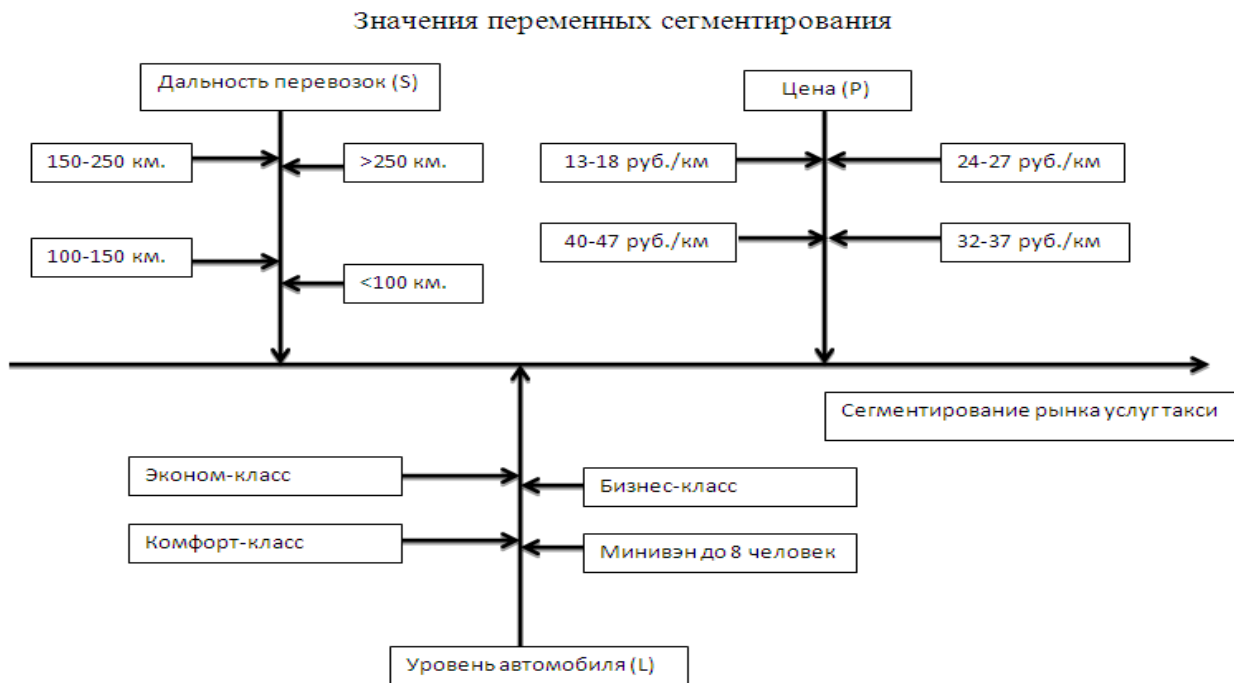 Значения переменных сегментирования
Дальность перевозок (S)
Цена (P)
150-250 км.
>250 км.
13-18 руб./км
24-27 руб./км
100-150 км.
<100 км.
40-47 руб./км
32-37 руб./км
Сегментирование рынка услуг такси
Эконом-класс
Бизнес-класс
Комфорт-класс
Минивэн до 8 человек
Уровень автомобиля (L)